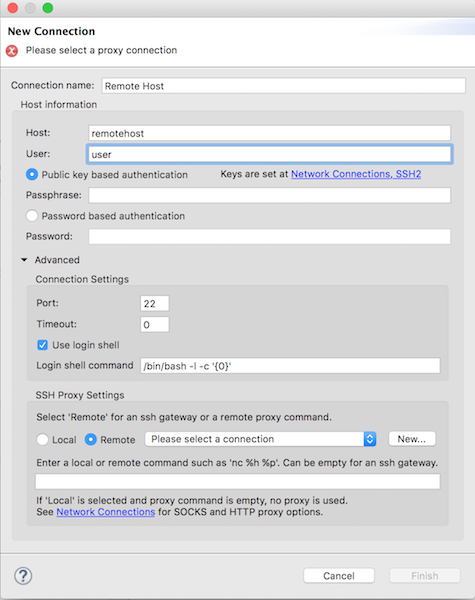 New Connection
Please select a proxy connection
Connection name: Remote Host
Host information
Host: remotehost
User: user
Public key based authentication Keys are set at Network Connections, SSH2
Passphrase:
Password based authentication
Password:
Advanced
Connection Settings
Port: 22
Timeout: 0
Use login shell
Login shell command /bin/bash -l -c '{0}'
SSH Proxy Settings
Select 'Remote' for an ssh gateway or a remote proxy command.
Local Remote Please select a connection New...
Enter a local or remote command such as 'nc %h %p'. Can be empty for an ssh gateway.
If 'Local' is selected and proxy command is empty, no proxy is used.
See Network Connections for SOCKS and HTTP proxy options.
? Cancel Finish